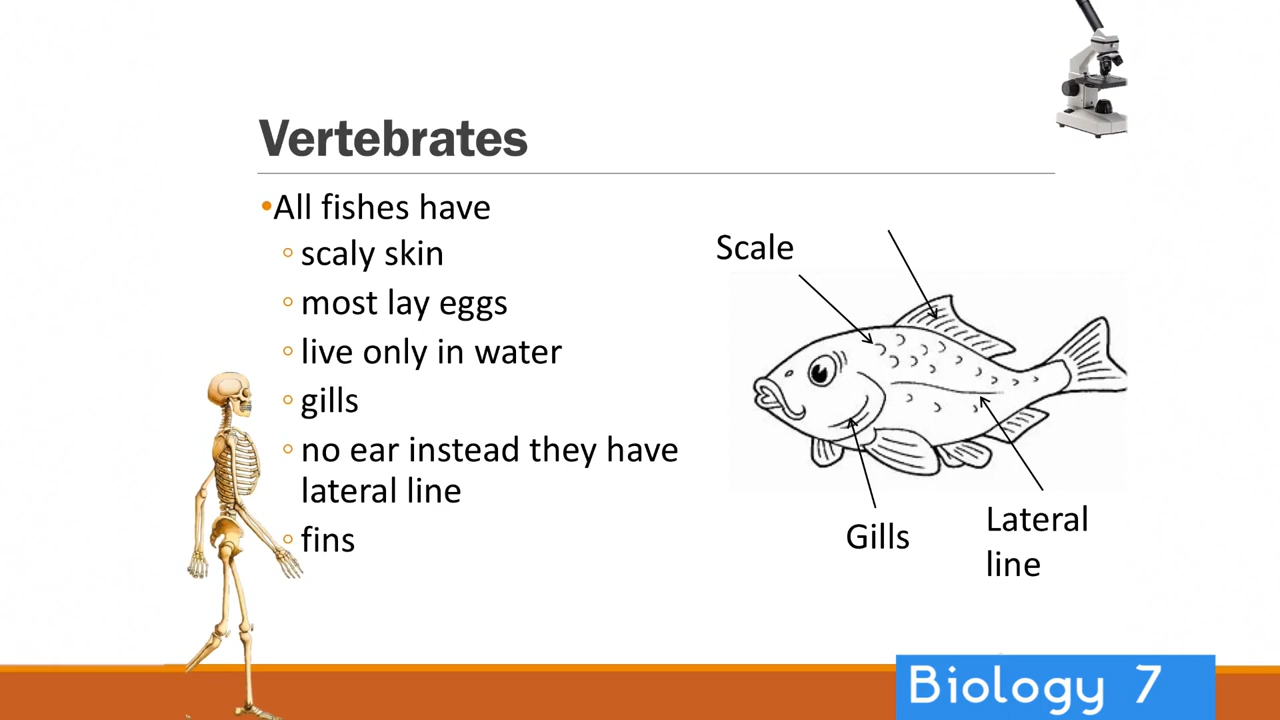 Vertebrates
•All fishes have
◦scaly skin
◦most lay eggs
◦live only in water
◦gills
◦no ear instead they have
lateral line
◦fins
Scale
Gills
Lateral
line
Biology 7